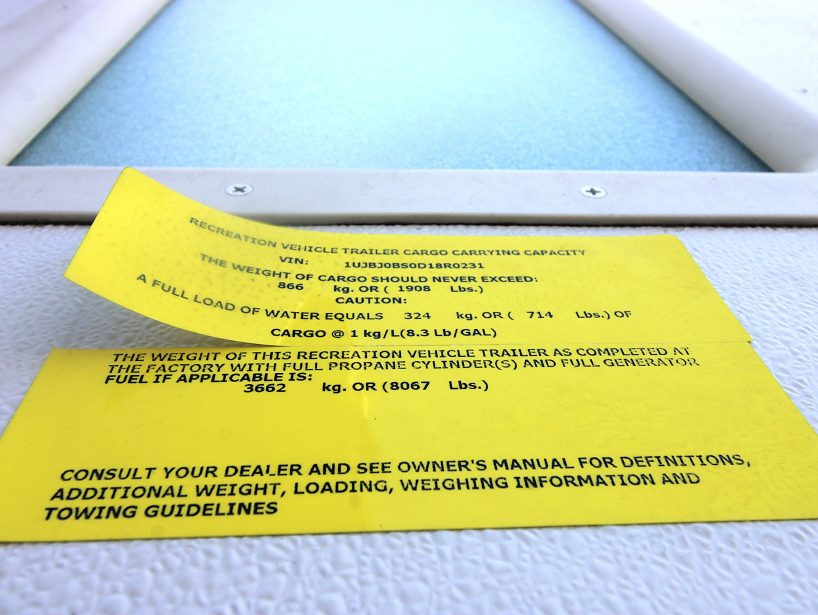 RECREATION VEHICLE TRAILER CARGO CARRYING CAPACITY
VIN: 1UJBJ0BS0D18R0231
THE WEIGHT OF CARGO SHOULD NEVER EXCEED:
866 kg. OR ( 1908 Lbs.)
CAUTION:
A FULL LOAD OF WATER EQUALS 324 kg. OR ( 714 Lbs.) OF
CARGO @ 1 kg/L(8.3 Lb/GAL)
THE WEIGHT OF THIS RECREATION VEHICLE TRAILER AS COMPLETED AT
THE FACTORY WITH FULL PROPANE CYLINDER(S) AND FULL GENERATOR
FUEL IF APPLICABLE IS:
3662 kg. OR (8067 Lbs.)
CONSULT YOUR DEALER AND SEE OWNER'S MANUAL FOR DEFINITIONS,
ADDITIONAL WEIGHT, LOADING, WEIGHING INFORMATION AND
TOWING GUIDELINES